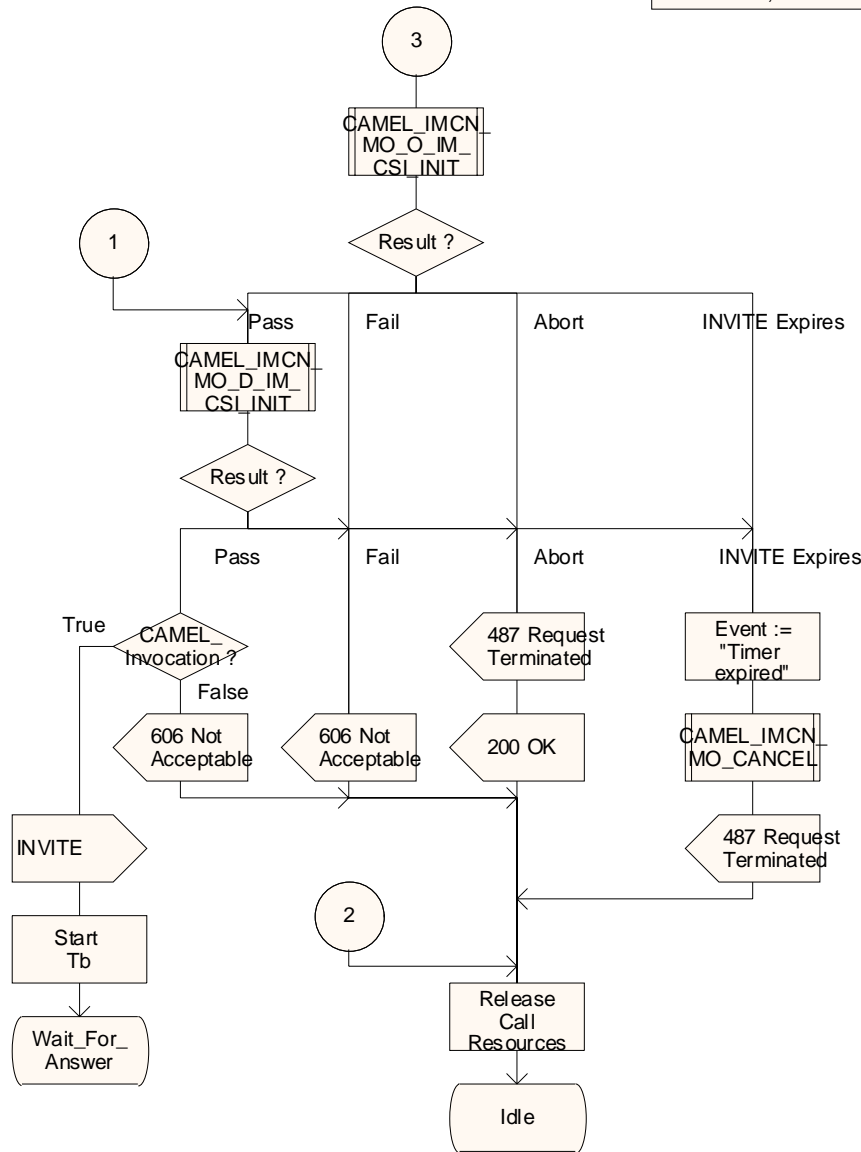 3
CAMEL_IMCN_
MO_O_IM_
CSI_INIT
1
Result ?
Pass
Fail
Abort
INVITE Expires
CAMEL_IMCN_
MO_D_IM_
CSI_INIT
Result ?
Pass
Fail
Abort
INVITE Expires
True
CAMEL_
Invocation ?
False
487 Request
Terminated
Event :=
"Timer
expired"
606 Not
Acceptable
606 Not
Acceptable
200 OK
CAMEL_IMCN_
MO_CANCEL
INVITE
487 Request
Terminated
2
Start
Tb
Release
Call
Resources
Wait_For_
Answer
Idle